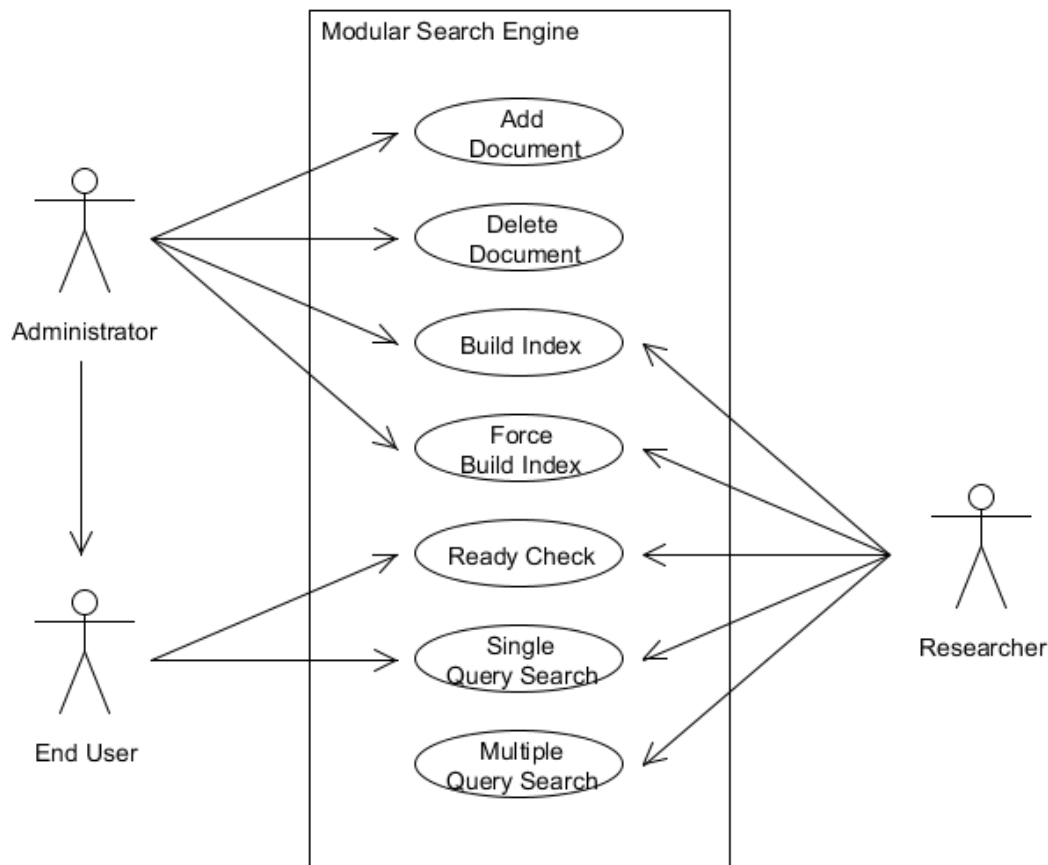 Modular Search Engine
Add
Document
Delete
Document
Administrator
Build Index
Force
Build Index
Ready Check
Single
Query Search
Researcher
End User
Multiple
Query Search